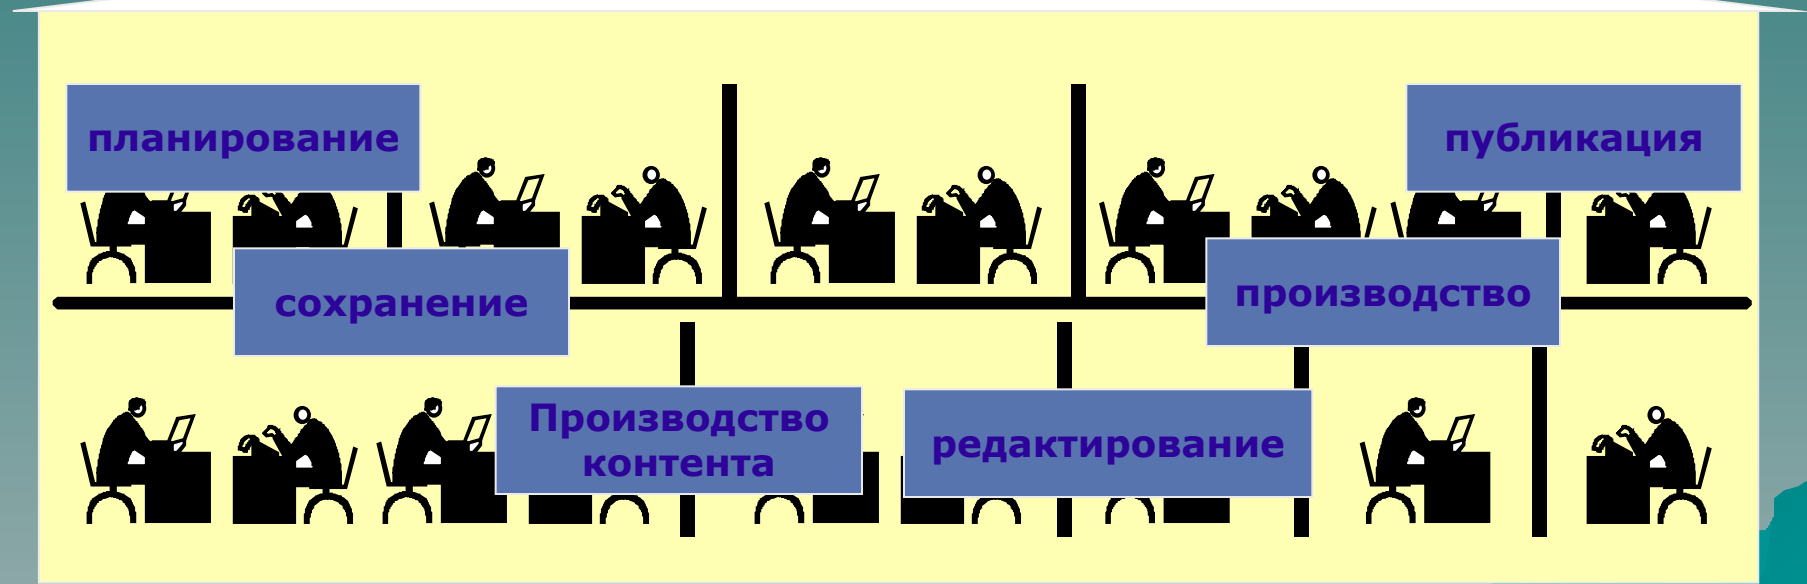 планирование
публикация
сохранение
производство
Производство
контента
редактирование